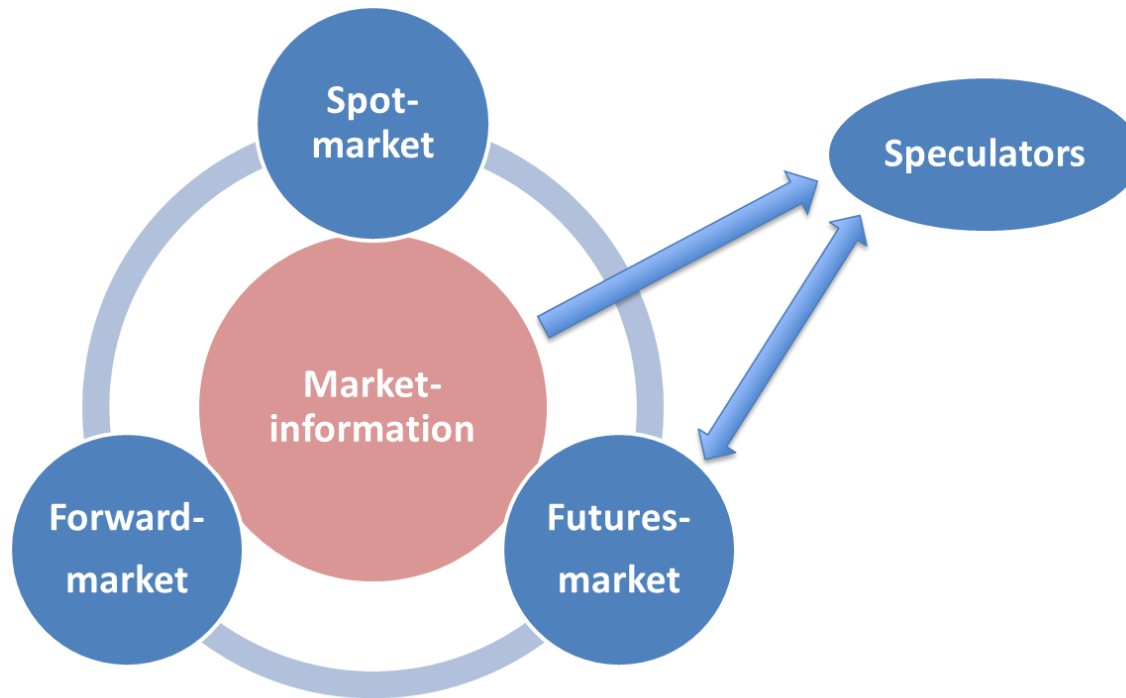 Spot-
market
Speculators
Market-
information
Forward-
market
Futures-
market